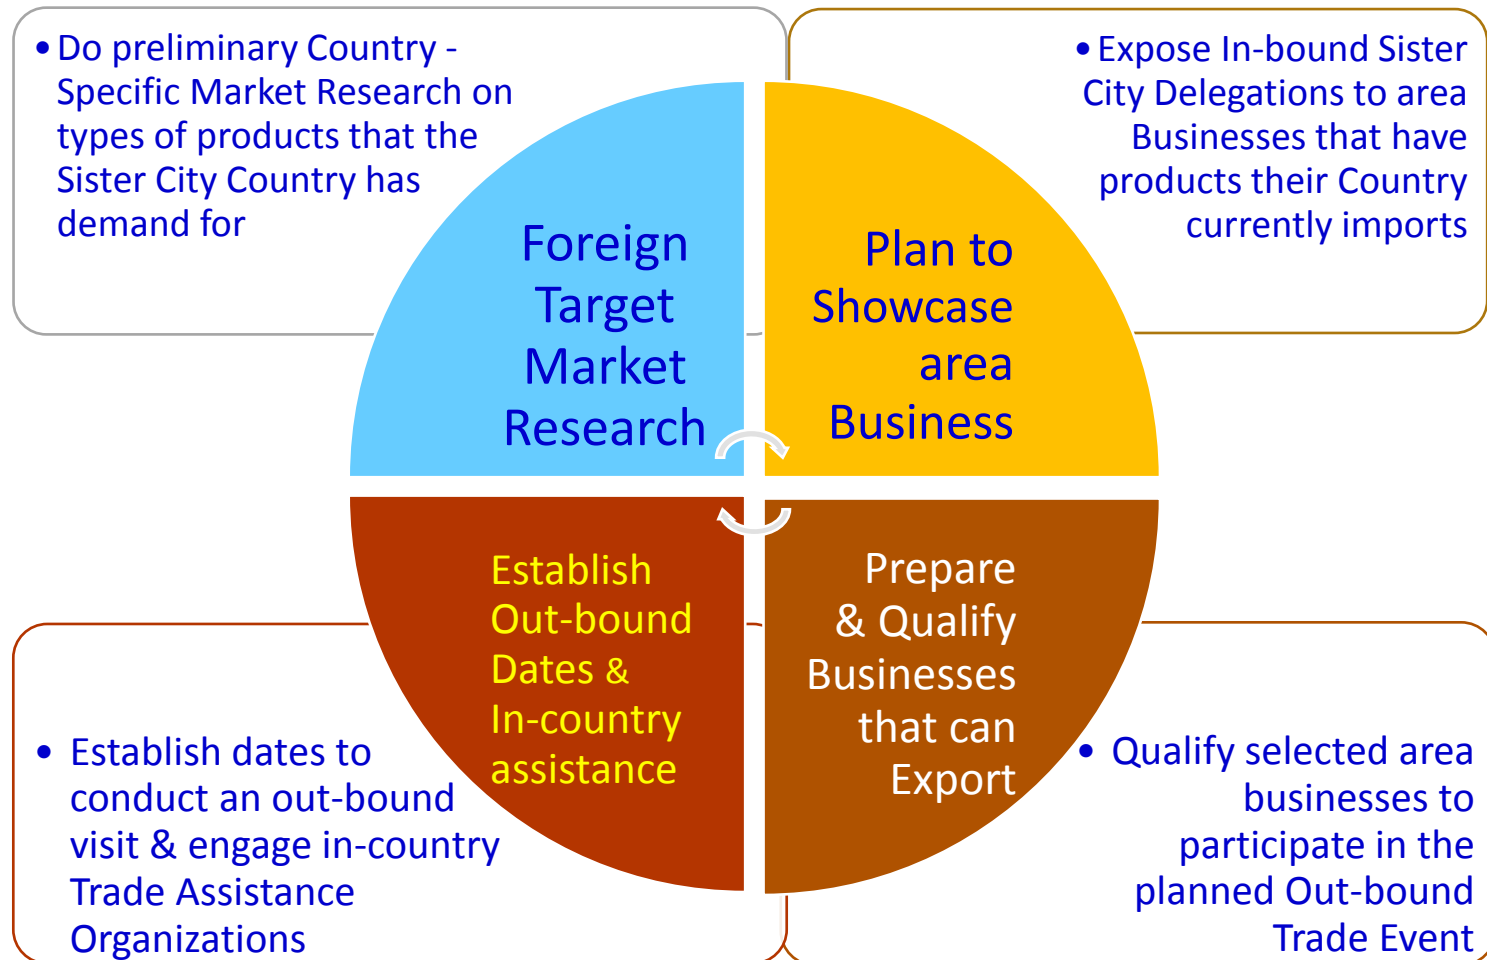 • Do preliminary Country -
Specific Market Research on
types of products that the
Sister City Country has
demand for
• Expose In-bound Sister
City Delegations to area
Businesses that have
products their Country
currently imports
Foreign
Target
Market
Research
Plan to
Showcase
area
Business
Establish
Out-bound
Dates &
In-country
assistance
Prepare
& Qualify
Businesses
that can
Export
• Establish dates to
conduct an out-bound
visit & engage in-country
Trade Assistance
Organizations
• Qualify selected area
businesses to
participate in the
planned Out-bound
Trade Event